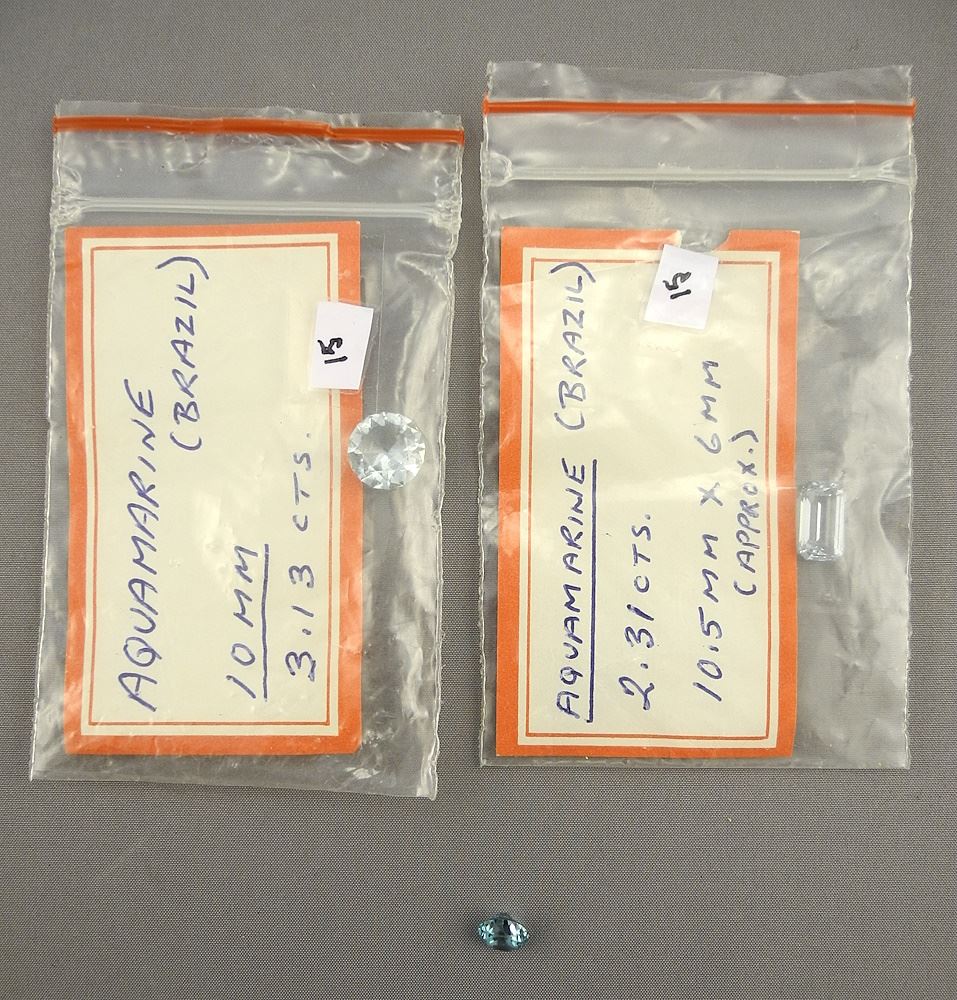 AQUAMARINE
(BRAZIL)
10 MM
3.13 CTS.
15
AQUAMARINE (BRAZIL)
2.31 CTS.
10.5 MM X 6 MM
(APPROX.)
15